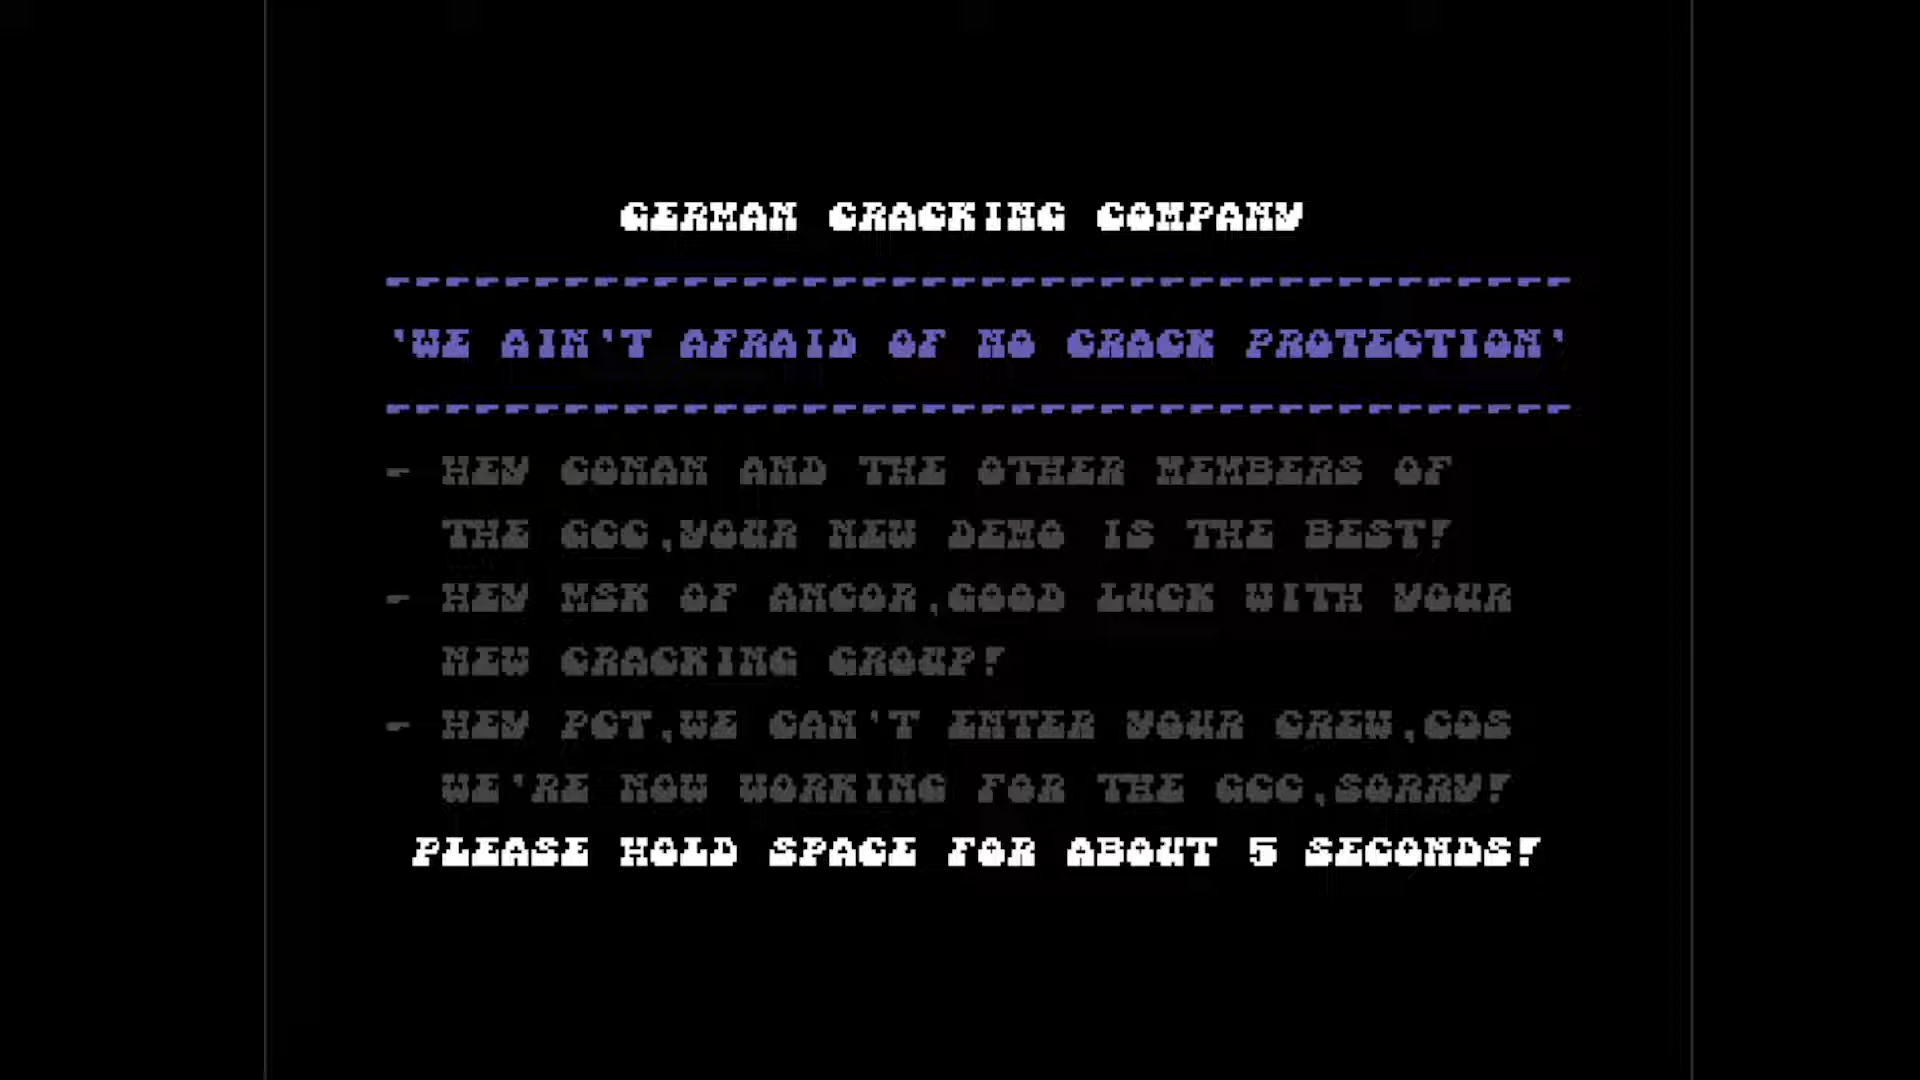 GERMAN CRACKING COMPANY
----------------------------------------
'WE AIN'T AFRAID OF NO CRACK PROTECTION'
----------------------------------------
- HEY CONAN AND THE OTHER MEMBERS OF
THE GCC,YOUR NEW DEMO IS THE BEST!
- HEY MSK OF ANCOR,GOOD LUCK WITH YOUR
NEW CRACKING GROUP!
- HEY PCT,WE CAN'T ENTER YOUR CREW,COS
WE'RE NOW WORKING FOR THE GCC,SORRY!
PLEASE HOLD SPACE FOR ABOUT 5 SECONDS!